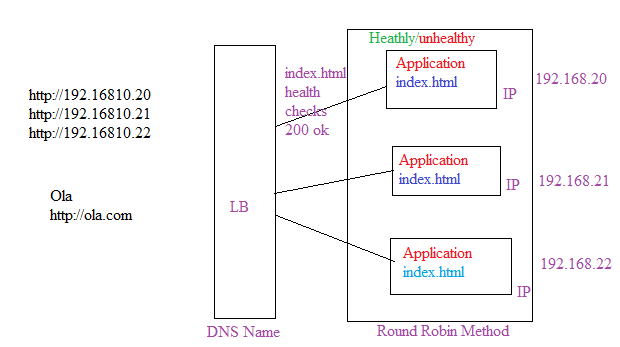 http://192.16810.20
http://192.16810.21
http://192.16810.22
Ola
http://ola.com
LB
DNS Name
index.html
health
checks
200 ok
Heathly/unhealthy
Application
index.html
IP
192.168.20
Application
index.html
IP
192.168.21
Application
index.html
IP
192.168.22
Round Robin Method